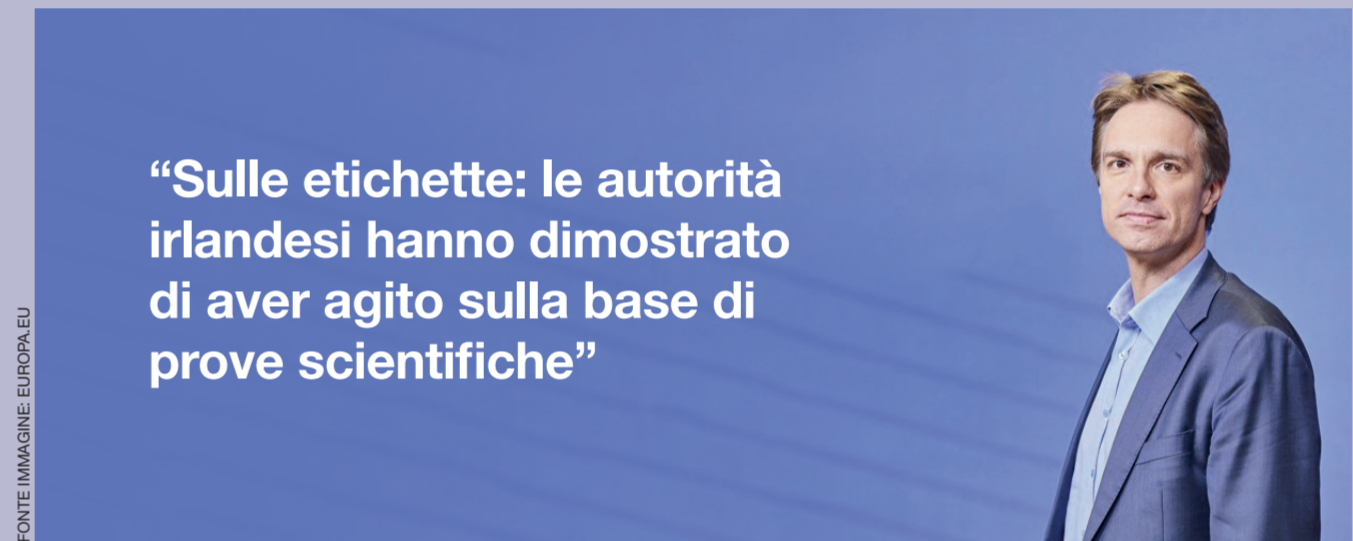 “Sulle etichette: le autorità
irlandesi hanno dimostrato
di aver agito sulla base di
prove scientifiche”
FONTE IMMAGINE: EUROPA.EU